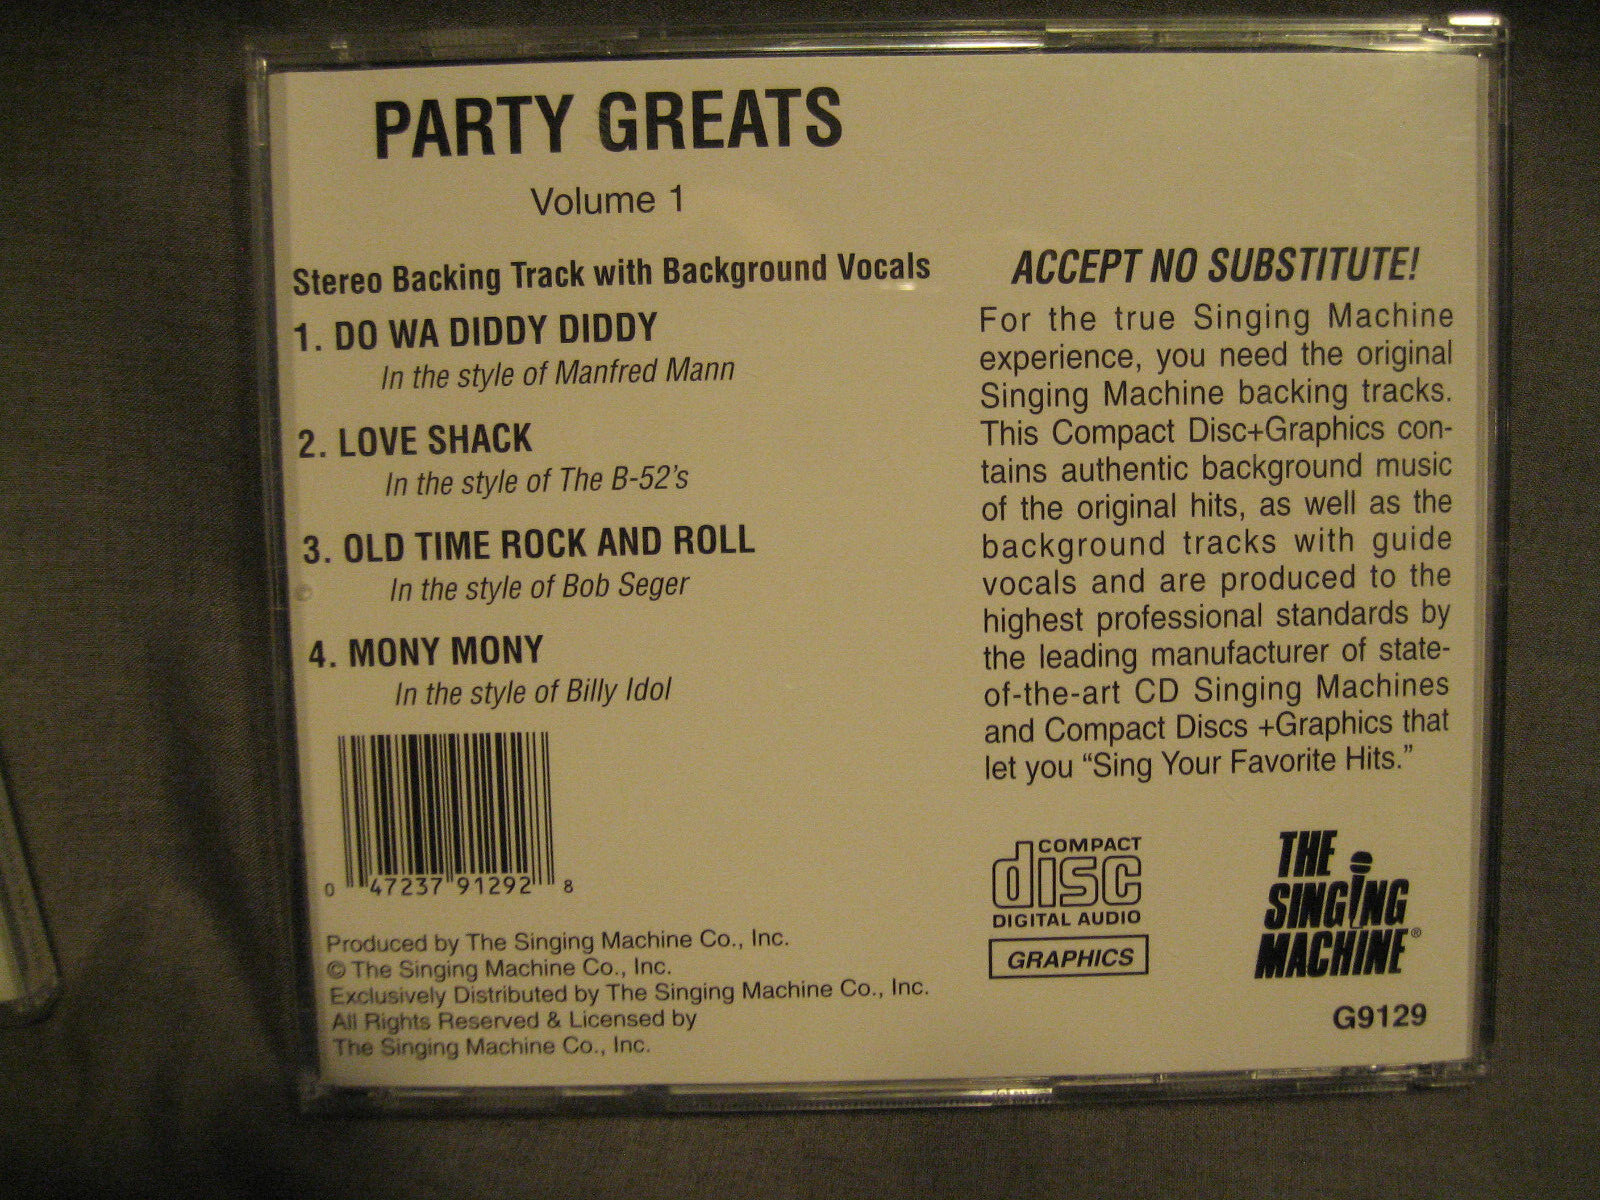 PARTY GREATS
Volume 1
Stereo Backing Track with Background Vocals
1. DO WA DIDDY DIDDY
In the style of Manfred Mann
2. LOVE SHACK
In the style of The B-52's
3. OLD TIME ROCK AND ROLL
In the style of Bob Seger
4. MONY MONY
In the style of Billy Idol
0 47237 91292 8
Produced by The Singing Machine Co., Inc.
© The Singing Machine Co., Inc.
Exclusively Distributed by The Singing Machine Co., Inc.
All Rights Reserved & Licensed by
The Singing Machine Co., Inc.
ACCEPT NO SUBSTITUTE!
For the true Singing Machine
experience, you need the original
Singing Machine backing tracks.
This Compact Disc+Graphics con-
tains authentic background music
of the original hits, as well as the
background tracks with guide
vocals and are produced to the
highest professional standards by
the leading manufacturer of state-
of-the-art CD Singing Machines
and Compact Discs +Graphics that
let you “Sing Your Favorite Hits.”
COMPACT
disc
DIGITAL AUDIO
GRAPHICS
THE
SINGING
MACHINE®
G9129